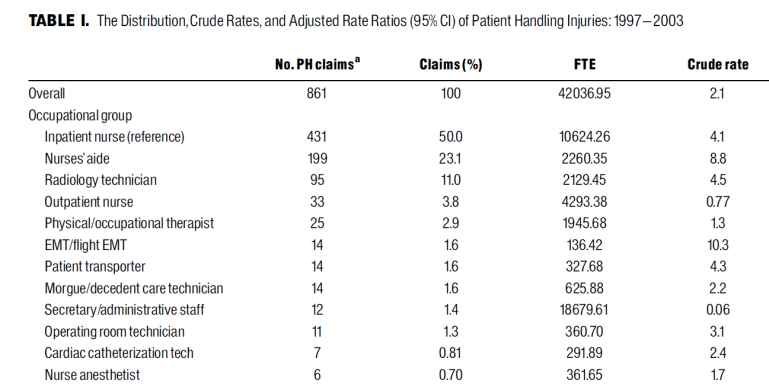 TABLE I. The Distribution, Crude Rates, and Adjusted Rate Ratios (95% CI) of Patient Handling Injuries: 1997–2003
No. PH claimsa Claims (%) FTE Crude rate
Overall 861 100 42036.95 2.1
Occupational group
Inpatient nurse (reference) 431 50.0 10624.26 4.1
Nurses' aide 199 23.1 2260.35 8.8
Radiology technician 95 11.0 2129.45 4.5
Outpatient nurse 33 3.8 4293.38 0.77
Physical/occupational therapist 25 2.9 1945.68 1.3
EMT/flight EMT 14 1.6 136.42 10.3
Patient transporter 14 1.6 327.68 4.3
Morgue/decedent care technician 14 1.6 625.88 2.2
Secretary/administrative staff 12 1.4 18679.61 0.06
Operating room technician 11 1.3 360.70 3.1
Cardiac catheterization tech 7 0.81 291.89 2.4
Nurse anesthetist 6 0.70 361.65 1.7